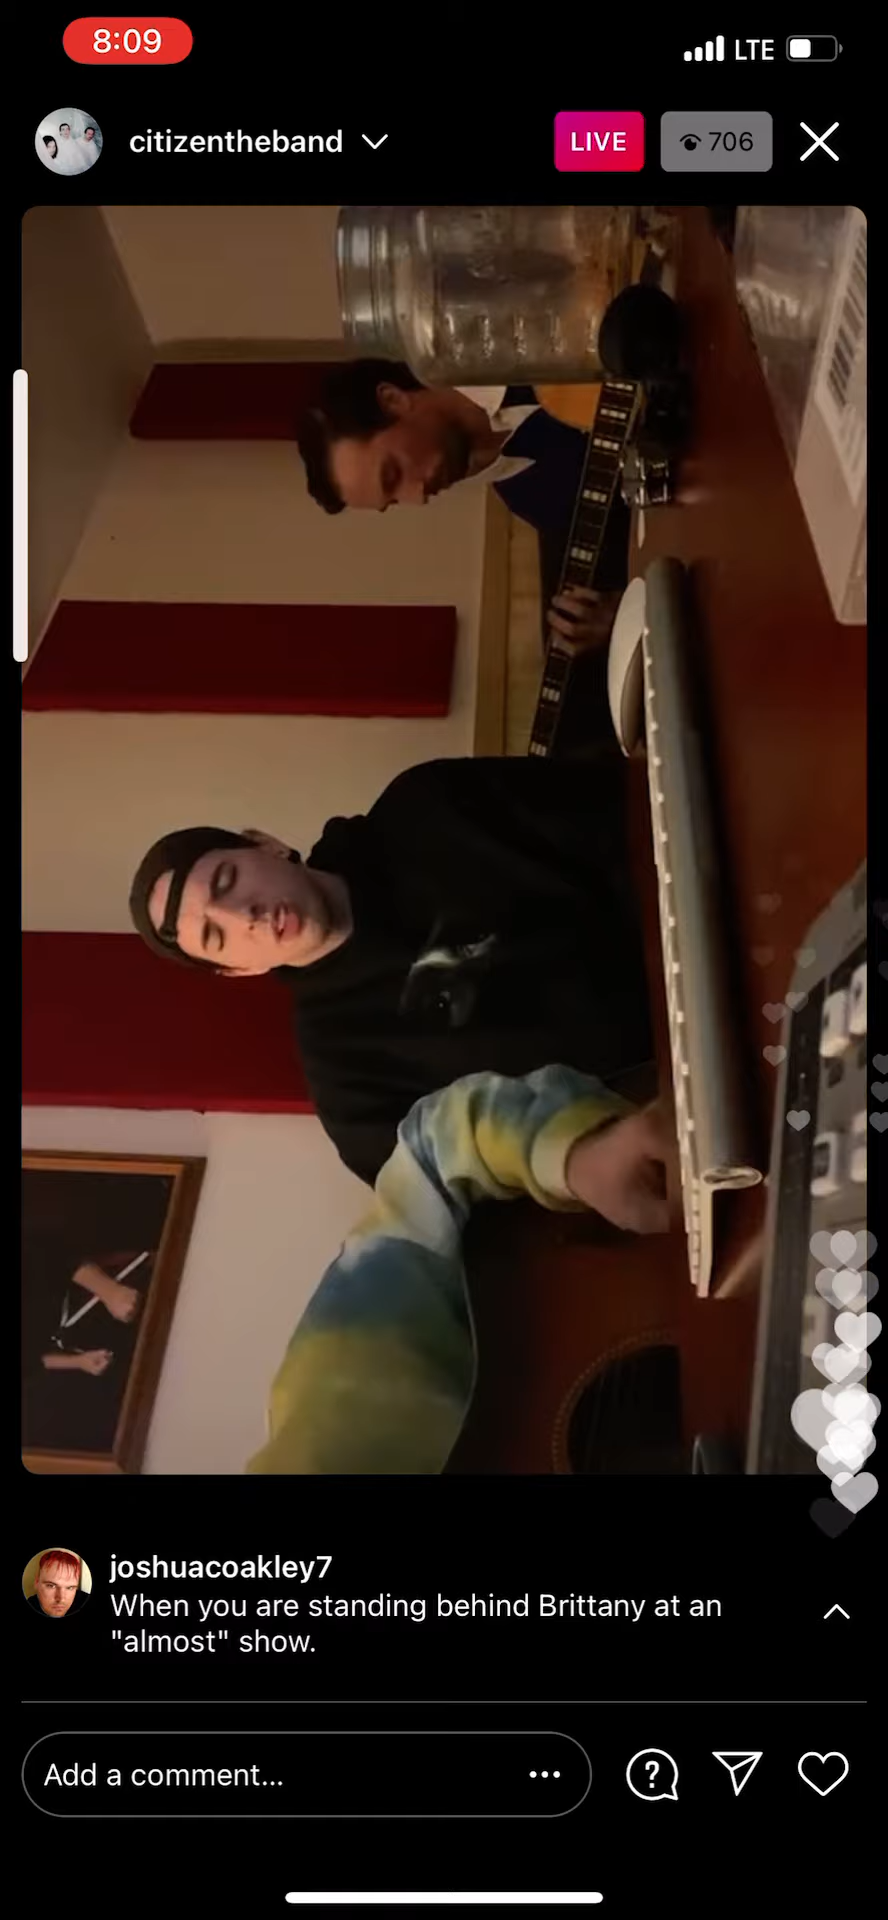 8:09
LTE
citizentheband
LIVE
706
joshuacoakley7
When you are standing behind Brittany at an
"almost" show.
Add a comment...